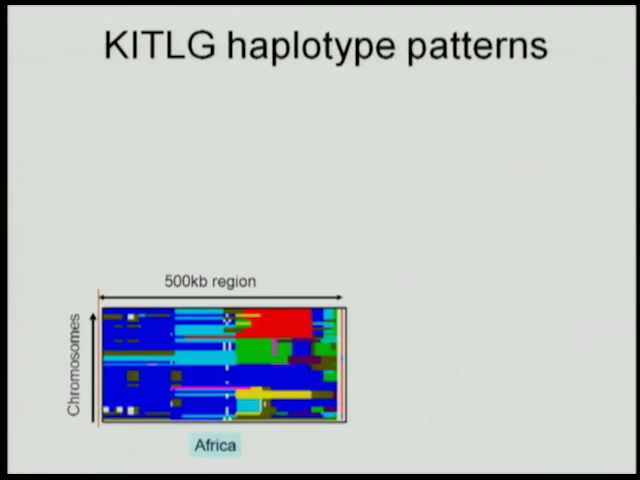 KITLG haplotype patterns
500kb region
Chromosomes
Africa